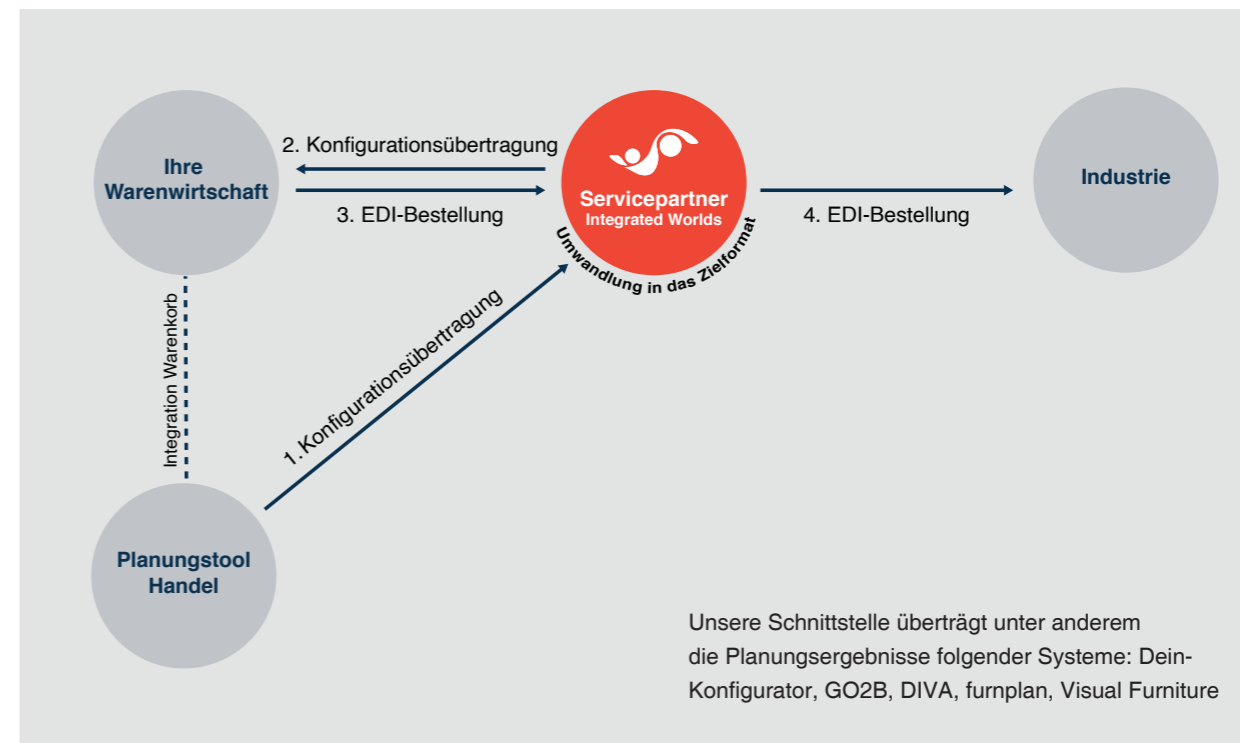 Ihre
Warenwirtschaft
2. Konfigurationsübertragung
3. EDI-Bestellung
Servicepartner
Integrated Worlds
Umwandlung in das Zielformat
4. EDI-Bestellung
Industrie
Integration Warenkorb
1. Konfigurationsübertragung
Planungstool
Handel
Unsere Schnittstelle überträgt unter anderem
die Planungsergebnisse folgender Systeme: Dein-
Konfigurator, GO2B, DIVA, furnplan, Visual Furniture